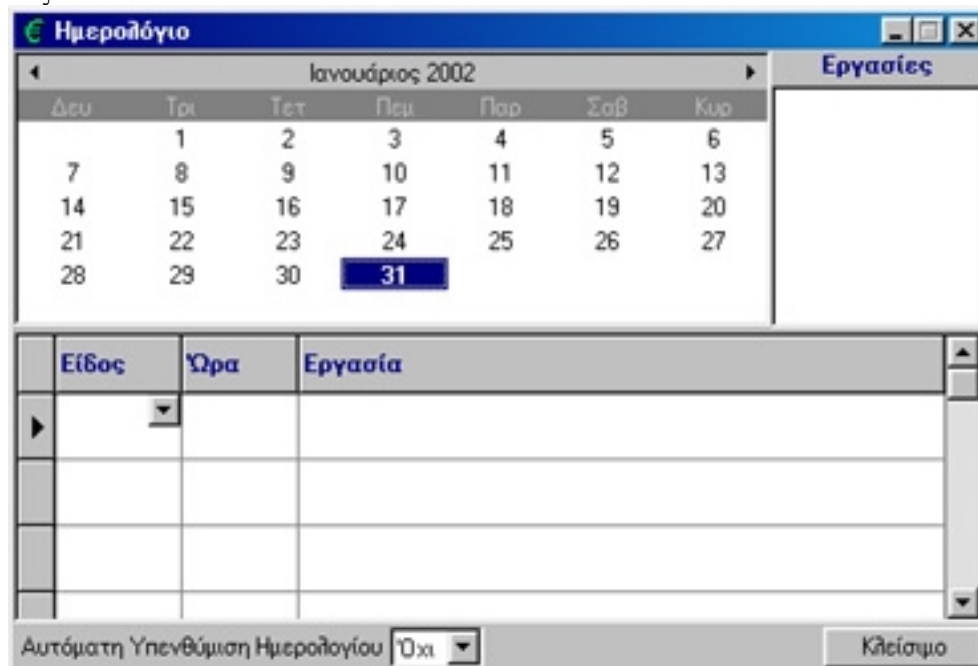 Ημερολόγιο
Ιανουάριος 2002
Εργασίες
Δευ Τρι Τετ Πεμ Παρ Σαβ Κυρ
1 2 3 4 5 6
7 8 9 10 11 12 13
14 15 16 17 18 19 20
21 22 23 24 25 26 27
28 29 30 31
Είδος Ώρα Εργασία
Αυτόματη Υπενθύμιση Ημερολογίου Όχι Κλείσιμο